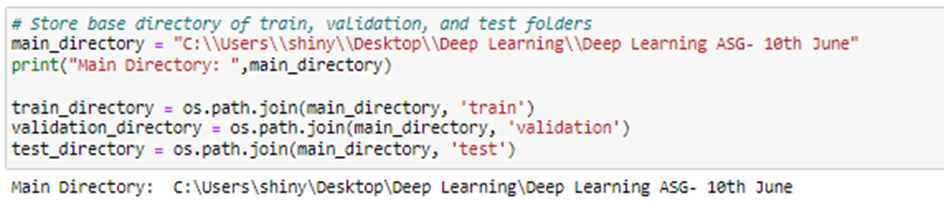 # Store base directory of train, validation, and test folders
main_directory = "C:\\Users\\shiny\\Desktop\\Deep Learning\\Deep Learning ASG- 10th June"
print("Main Directory: ",main_directory)
train_directory = os.path.join(main_directory, 'train')
validation_directory = os.path.join(main_directory, 'validation')
test_directory = os.path.join(main_directory, 'test')
Main Directory:  C:\Users\shiny\Desktop\Deep Learning\Deep Learning ASG- 10th June